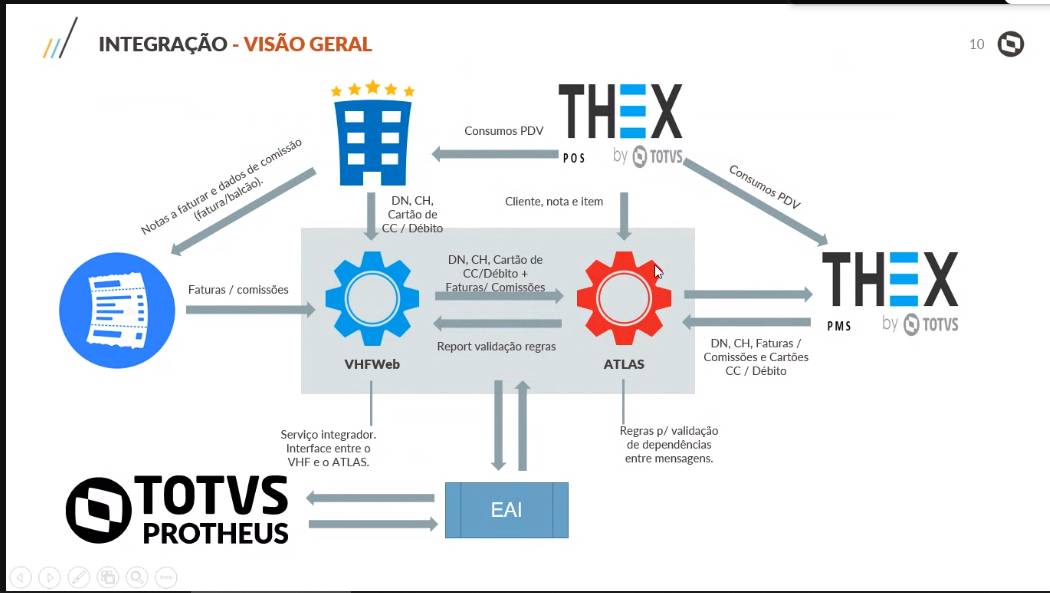 INTEGRAÇÃO - VISÃO GERAL
10
Consumos PDV
THEX
POS
by TOTVS
Notas a faturar e dados de comissão
(fatura/balcão).
DN, CH,
Cartão de
CC / Débito
Cliente, nota e item
Consumos PDV
Faturas / comissões
DN, CH, Cartão de
CC/Débito +
Faturas/ Comissões
Report validação regras
VHFWeb
ATLAS
THEX
PMS
by TOTVS
DN, CH, Faturas /
Comissões e Cartões
CC / Débito
Serviço integrador.
Interface entre o
VHF e o ATLAS.
Regras p/ validação
de dependências
entre mensagens.
TOTVS
PROTHEUS
EAI